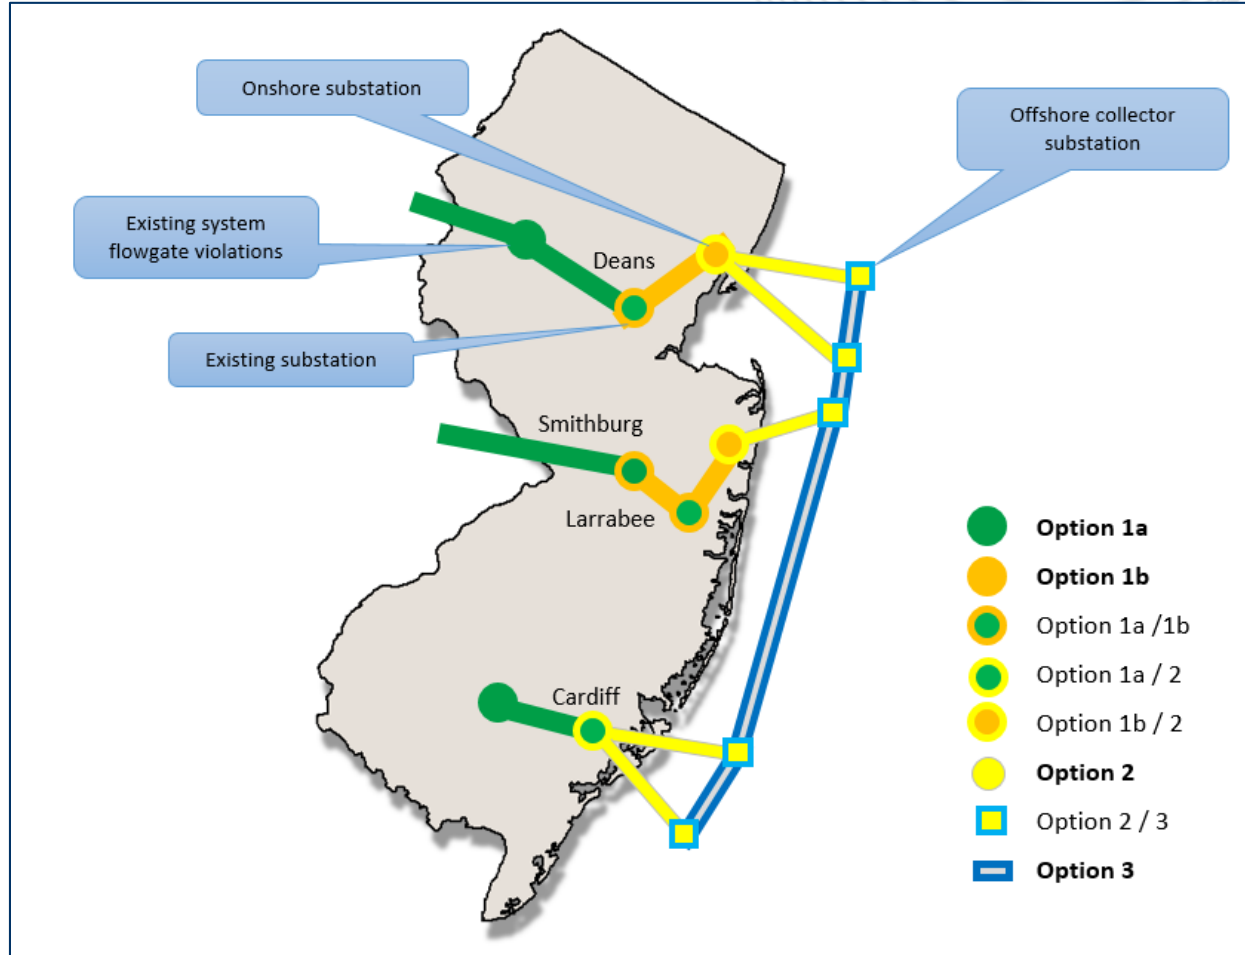 Onshore substation
Offshore collector
substation
Existing system
flowgate violations
Deans
Existing substation
Smithburg
Larrabee
Cardiff
Option 1a
Option 1b
Option 1a /1b
Option 1a / 2
Option 1b / 2
Option 2
Option 2 / 3
Option 3